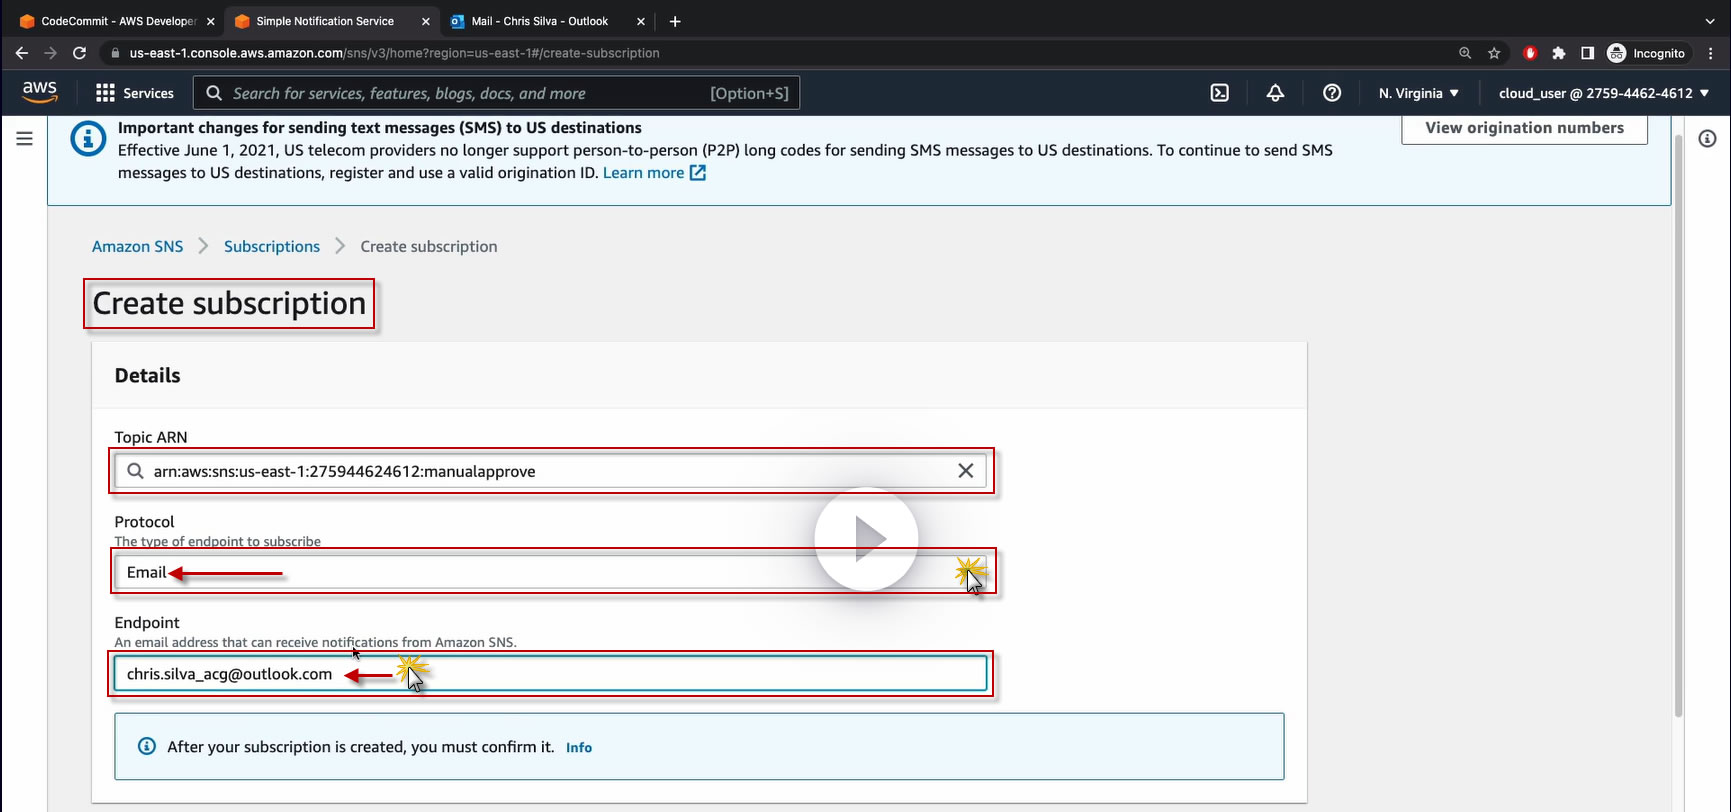 CodeCommit - AWS Developer
Simple Notification Service
Mail - Chris Silva - Outlook
us-east-1.console.aws.amazon.com/sns/v3/home?region=us-east-1#/create-subscription
Incognito
aws
Services
Search for services, features, blogs, docs, and more
[Option+S]
N. Virginia
cloud_user @ 2759-4462-4612
Important changes for sending text messages (SMS) to US destinations
View origination numbers
Effective June 1, 2021, US telecom providers no longer support person-to-person (P2P) long codes for sending SMS messages to US destinations. To continue to send SMS
messages to US destinations, register and use a valid origination ID. Learn more
Amazon SNS
Subscriptions
Create subscription
Create subscription
Details
Topic ARN
arn:aws:sns:us-east-1:275944624612:manualapprove
Protocol
The type of endpoint to subscribe
Email
Endpoint
An email address that can receive notifications from Amazon SNS.
chris.silva_acg@outlook.com
After your subscription is created, you must confirm it. Info